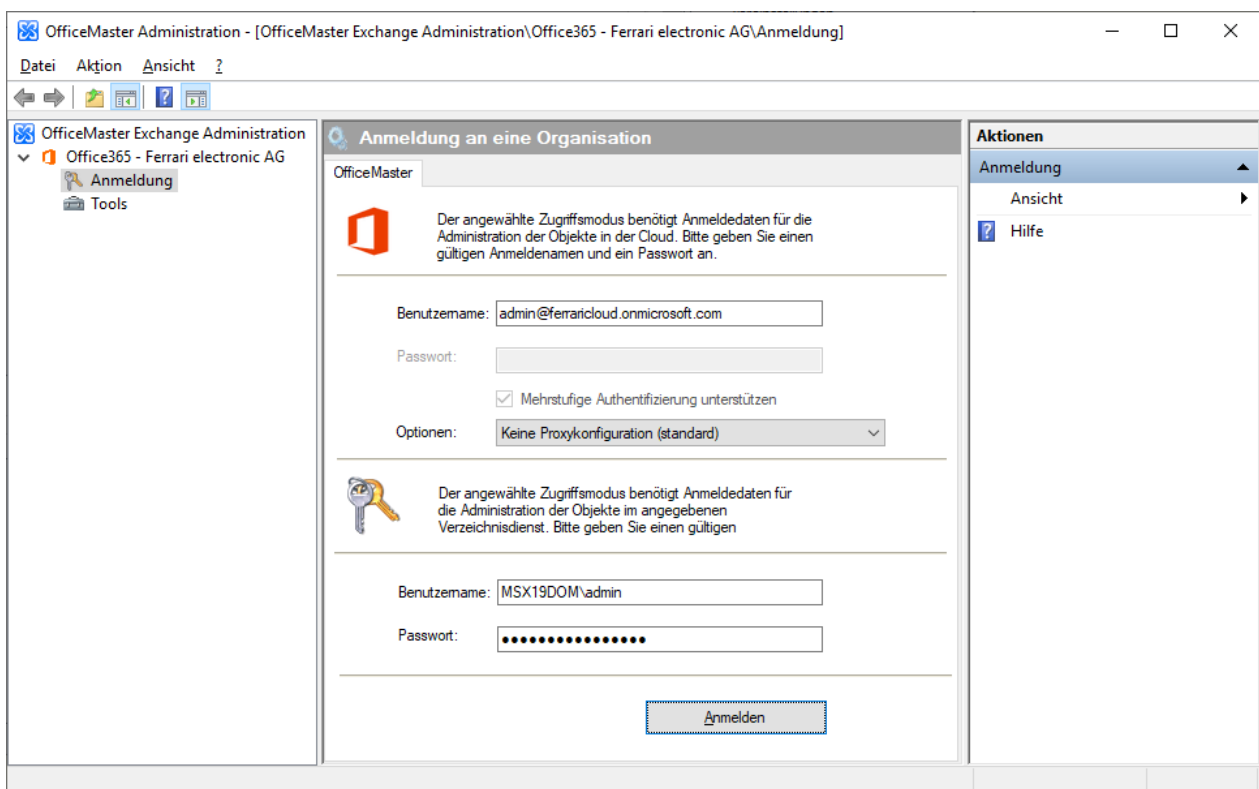 OfficeMaster Administration - [OfficeMaster Exchange Administration\Office365 - Ferrari electronic AG\Anmeldung]
Datei Aktion Ansicht ?
OfficeMaster Exchange Administration
Office365 - Ferrari electronic AG
Anmeldung
Tools
Anmeldung an eine Organisation
OfficeMaster
Der angewählte Zugriffsmodus benötigt Anmeldedaten für die
Administration der Objekte in der Cloud. Bitte geben Sie einen
gültigen Anmeldenamen und ein Passwort an.
Benutzername: admin@ferraricloud.onmicrosoft.com
Passwort:
Mehrstufige Authentifizierung unterstützen
Optionen: Keine Proxykonfiguration (standard)
Der angewählte Zugriffsmodus benötigt Anmeldedaten für
die Administration der Objekte im angegebenen
Verzeichnisdienst. Bitte geben Sie einen gültigen
Benutzername: MSX19DOM\admin
Passwort: ●●●●●●●●●●●●●●●●
Anmelden
Aktionen
Anmeldung
Ansicht
Hilfe